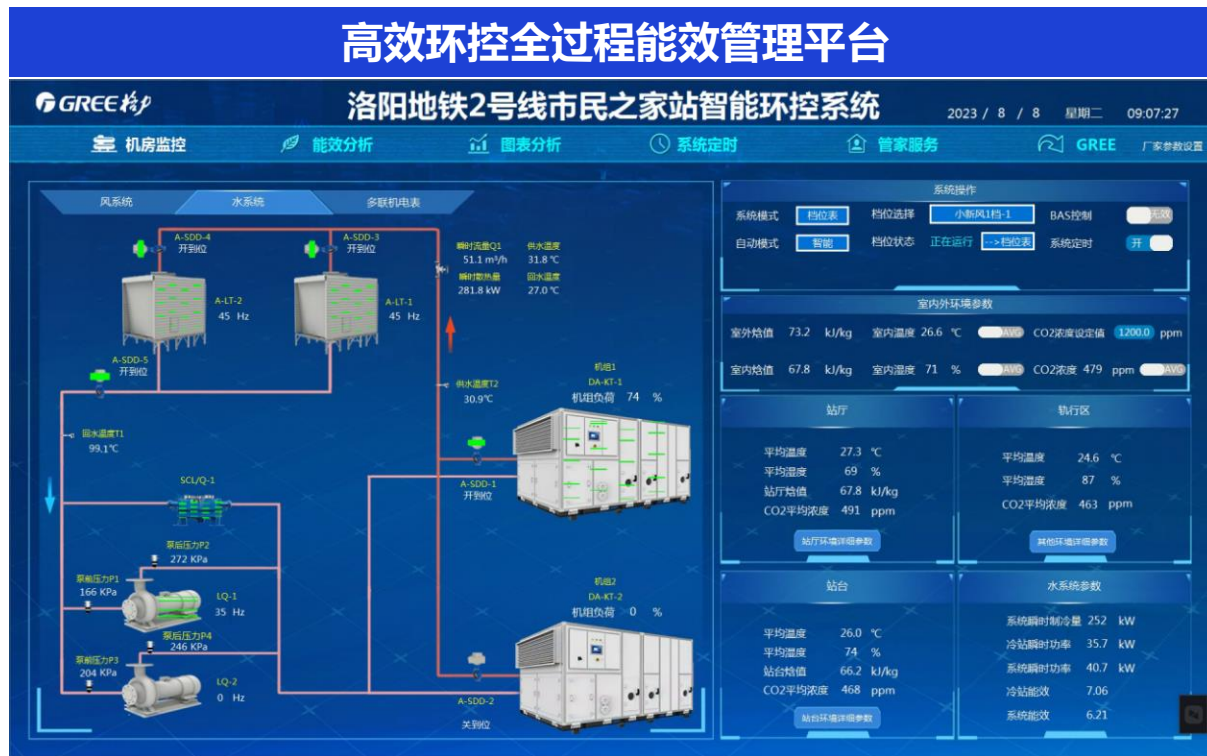 高效环控全过程能效管理平台
GREE格力
洛阳地铁2号线市民之家站智能环控系统
2023 / 8 / 8 星期二 09:07:27
机房监控 能效分析 图表分析 系统定时 管家服务 GREE 厂家参数设置
风系统 水系统 多联机电表
A-SDD-4
开到位
A-SDD-3
开到位
瞬时流量Q1 供水温度
51.1 m³/h 31.8 ℃
瞬时散热量 回水温度
281.8 kW 27.0 ℃
A-LT-2
45 Hz
A-LT-1
45 Hz
A-SDD-5
开到位
供水温度T2
30.9℃
机组1
DA-KT-1
机组负荷 74 %
回水温度T1
99.1℃
A-SDD-1
开到位
SCL/Q-1
泵后压力P2
272 KPa
泵前压力P1
166 KPa
LQ-1
35 Hz
泵后压力P4
246 KPa
泵前压力P3
204 KPa
LQ-2
0 Hz
机组2
DA-KT-2
机组负荷 0 %
A-SDD-2
关到位
系统操作
系统模式 档位表 档位选择 小新风1档-1 BAS控制 无效
自动模式 智能 档位状态 正在运行 -->档位表 系统定时 开
室内外环境参数
室外焓值 73.2 kJ/kg 室内温度 26.6 ℃ AVG CO2浓度设定值 1200.0 ppm
室内焓值 67.8 kJ/kg 室内湿度 71 % AVG CO2浓度 479 ppm AVG
站厅
平均温度 27.3 ℃
平均湿度 69 %
站厅焓值 67.8 kJ/kg
CO2平均浓度 491 ppm
站厅环境详细参数
轨行区
平均温度 24.6 ℃
平均湿度 87 %
CO2平均浓度 463 ppm
其他环境详细参数
站台
平均温度 26.0 ℃
平均湿度 74 %
站台焓值 66.2 kJ/kg
CO2平均浓度 468 ppm
站台环境详细参数
水系统参数
系统瞬时制冷量 252 kW
冷站瞬时功率 35.7 kW
系统瞬时功率 40.7 kW
冷站能效 7.06
系统能效 6.21